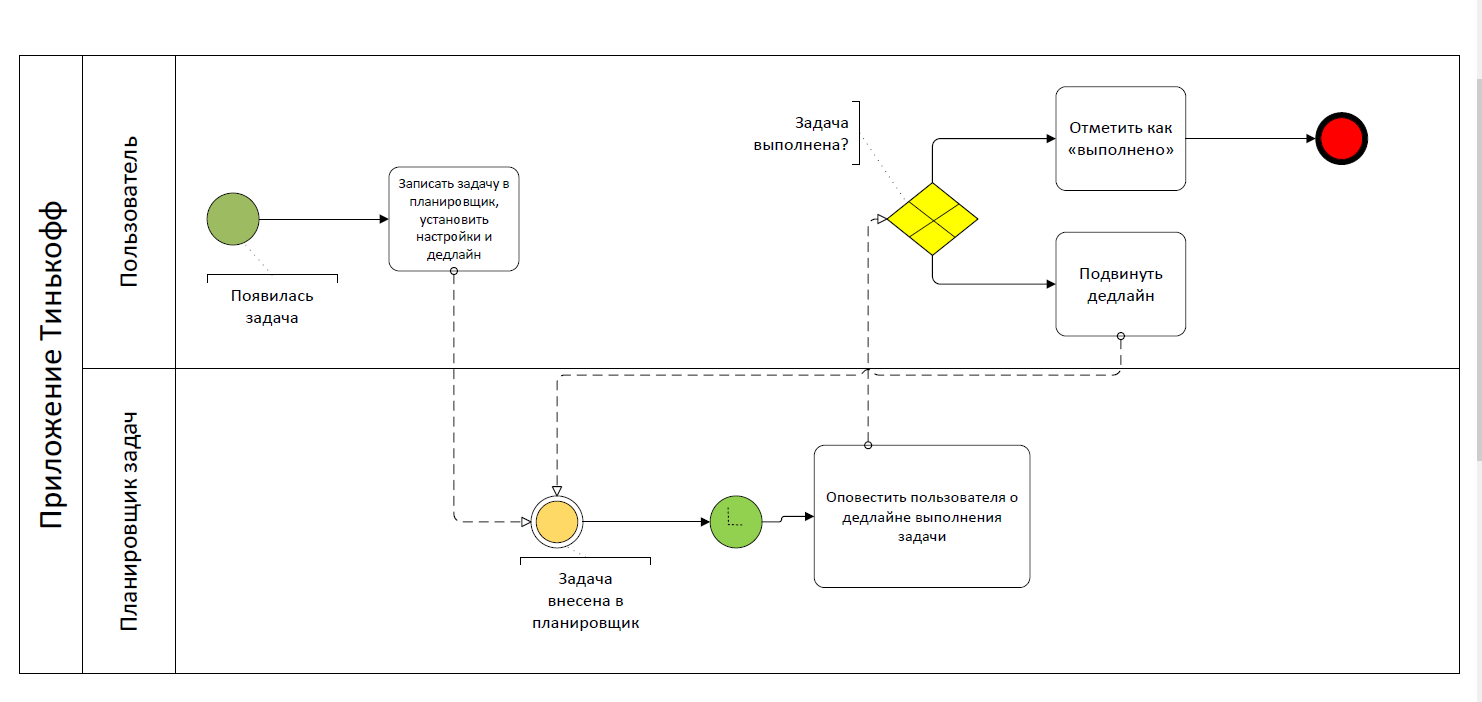 Приложение Тинькофф
Пользователь
Появилась
задача
Записать задачу в
планировщик,
установить
настройки и
дедлайн
Задача
выполнена?
Отметить как
«выполнено»
Подвинуть
дедлайн
Планировщик задач
Задача
внесена в
планировщик
Оповестить пользователя о
дедлайне выполнения
задачи